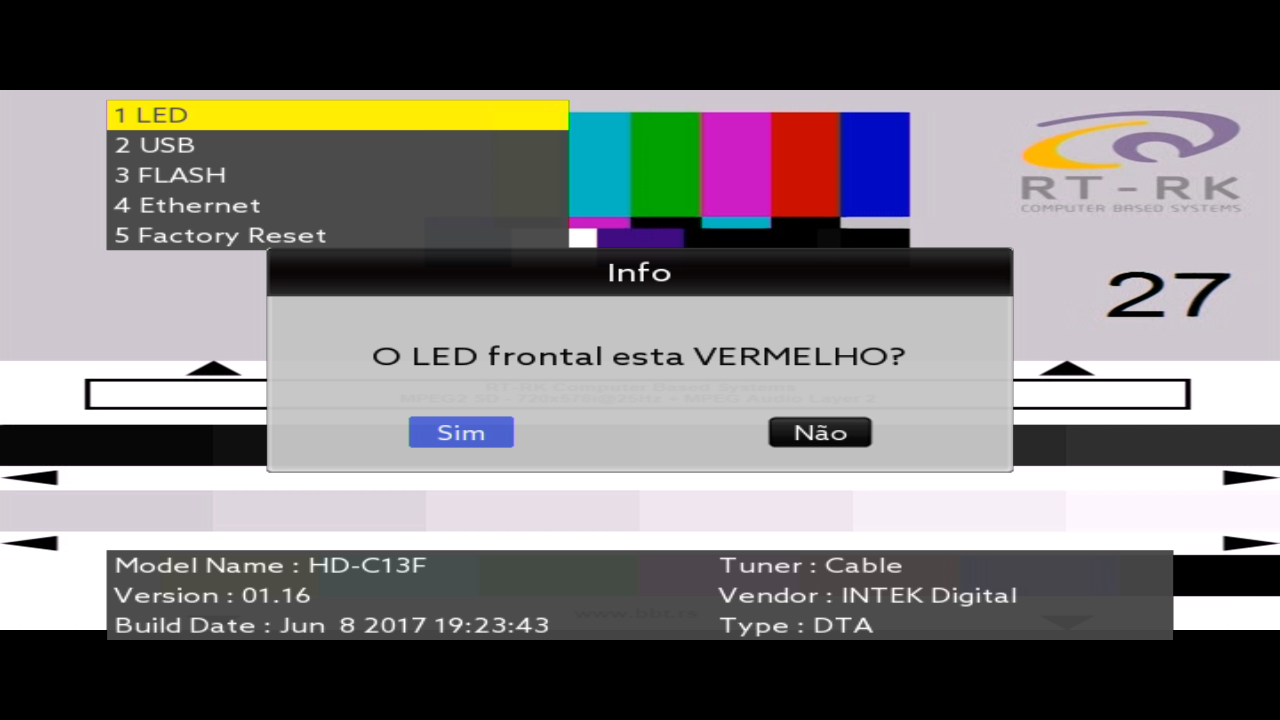 1 LED
2 USB
3 FLASH
4 Ethernet
5 Factory Reset
RT-RK
COMPUTER BASED SYSTEMS
27
Info
O LED frontal esta VERMELHO?
RT-RK Computer Based Systems
MPEG2 SD - 720x576i@25Hz - MPEG Audio Layer 2
Sim
Não
Model Name : HD-C13F
Tuner : Cable
Version : 01.16
Vendor : INTEK Digital
Build Date : Jun 8 2017 19:23:43
Type : DTA